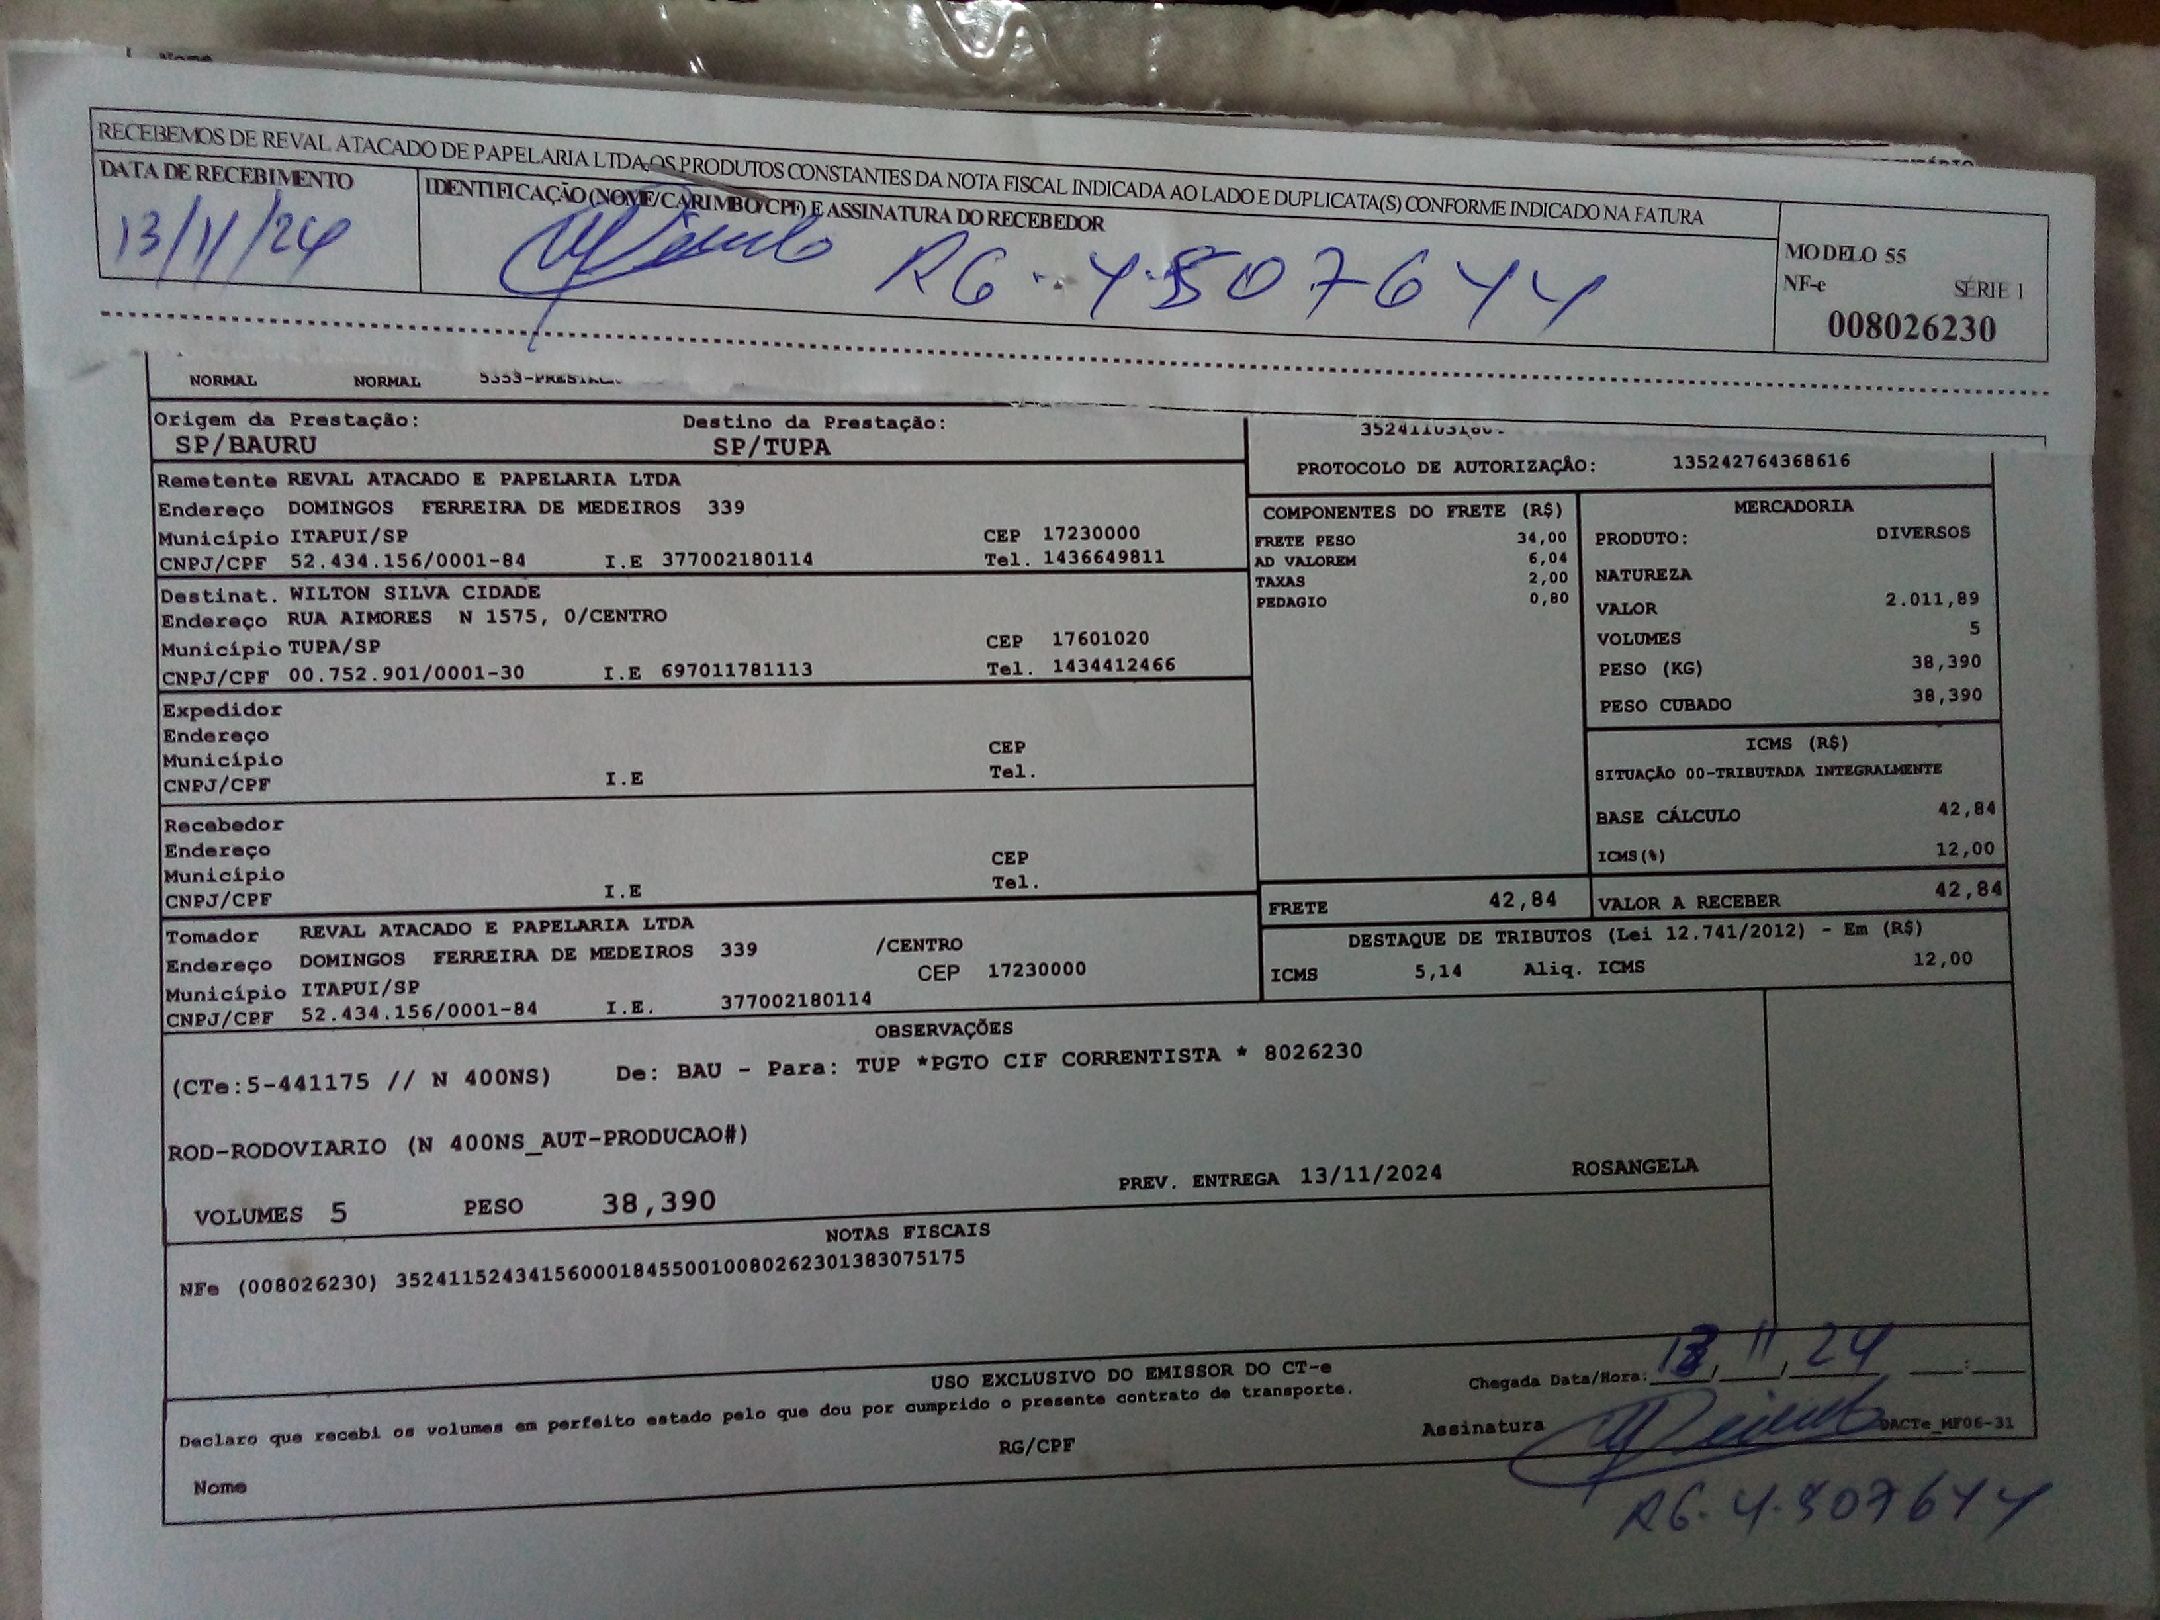 RECEBEMOS DE REVAL ATACADO DE PAPELARIA LTDA OS PRODUTOS CONSTANTES DA NOTA FISCAL INDICADA AO LADO E DUPLICATA(S) CONFORME INDICADO NA FATURA
DATA DE RECEBIMENTO
13/11/24
IDENTIFICAÇÃO (NOME/CARIMBO/CPF) E ASSINATURA DO RECEBEDOR
RG. 4.507644
MODELO 55
NF-e SÉRIE 1
008026230
NORMAL NORMAL
Origem da Prestação: Destino da Prestação:
SP/BAURU SP/TUPA
PROTOCOLO DE AUTORIZAÇÃO: 135242764368616
Remetente REVAL ATACADO E PAPELARIA LTDA
Endereço DOMINGOS FERREIRA DE MEDEIROS 339
Município ITAPUI/SP CEP 17230000
CNPJ/CPF 52.434.156/0001-84 I.E 377002180114 Tel. 1436649811
Destinat. WILTON SILVA CIDADE
Endereço RUA AIMORES N 1575, 0/CENTRO
Município TUPA/SP CEP 17601020
CNPJ/CPF 00.752.901/0001-30 I.E 697011781113 Tel. 1434412466
Expedidor
Endereço
Município CEP
CNPJ/CPF I.E Tel.
Recebedor
Endereço
Município CEP
CNPJ/CPF I.E Tel.
Tomador REVAL ATACADO E PAPELARIA LTDA
Endereço DOMINGOS FERREIRA DE MEDEIROS 339 /CENTRO
Município ITAPUI/SP CEP 17230000
CNPJ/CPF 52.434.156/0001-84 I.E. 377002180114
COMPONENTES DO FRETE (R$)
FRETE PESO 34,00
AD VALOREM 6,04
TAXAS 2,00
PEDAGIO 0,80
FRETE 42,84
MERCADORIA
PRODUTO: DIVERSOS
NATUREZA
VALOR 2.011,89
VOLUMES 5
PESO (KG) 38,390
PESO CUBADO 38,390
ICMS (R$)
SITUAÇÃO 00-TRIBUTADA INTEGRALMENTE
BASE CÁLCULO 42,84
ICMS(%) 12,00
VALOR A RECEBER 42,84
DESTAQUE DE TRIBUTOS (Lei 12.741/2012) - Em (R$)
ICMS 5,14 Aliq. ICMS 12,00
OBSERVAÇÕES
(CTe:5-441175 // N 400NS) De: BAU - Para: TUP *PGTO CIF CORRENTISTA * 8026230
ROD-RODOVIARIO (N 400NS_AUT-PRODUCAO#)
PREV. ENTREGA 13/11/2024 ROSANGELA
VOLUMES 5 PESO 38,390
NOTAS FISCAIS
NFe (008026230) 35241152434156000184550010080262301383075175
USO EXCLUSIVO DO EMISSOR DO CT-e
Declaro que recebi os volumes em perfeito estado pelo que dou por cumprido o presente contrato de transporte.
Chegada Data/Hora: 13/11/24 __:__
Nome RG/CPF Assinatura
DACTe_MF06-31
RG. 4.507644